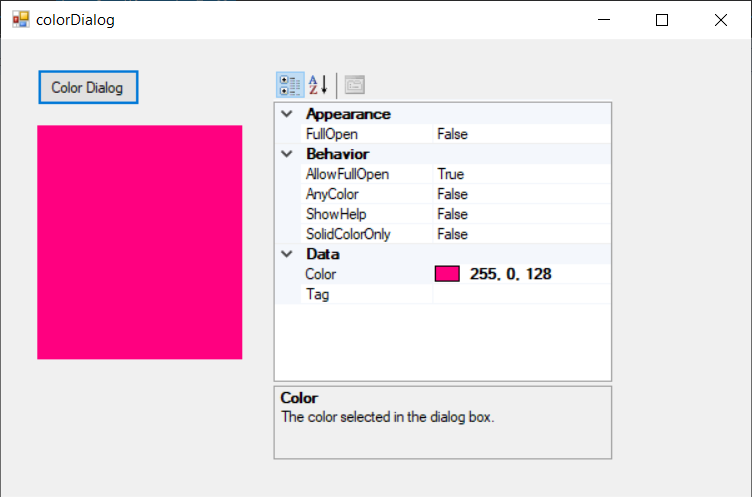 colorDialog
Color Dialog
Appearance
FullOpen False
Behavior
AllowFullOpen True
AnyColor False
ShowHelp False
SolidColorOnly False
Data
Color 255, 0, 128
Tag
Color
The color selected in the dialog box.